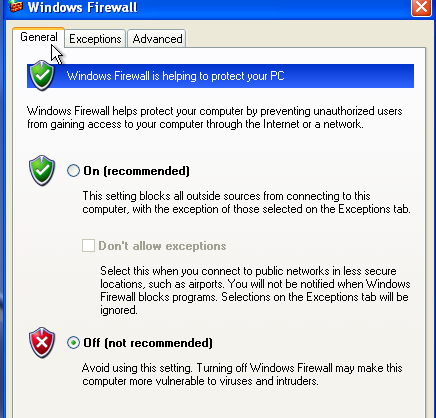 Windows Firewall
General Exceptions Advanced
Windows Firewall is helping to protect your PC
Windows Firewall helps protect your computer by preventing unauthorized users
from gaining access to your computer through the Internet or a network.
On (recommended)
This setting blocks all outside sources from connecting to this
computer, with the exception of those selected on the Exceptions tab.
Don't allow exceptions
Select this when you connect to public networks in less secure
locations, such as airports. You will not be notified when Windows
Firewall blocks programs. Selections on the Exceptions tab will be
ignored.
Off (not recommended)
Avoid using this setting. Turning off Windows Firewall may make this
computer more vulnerable to viruses and intruders.